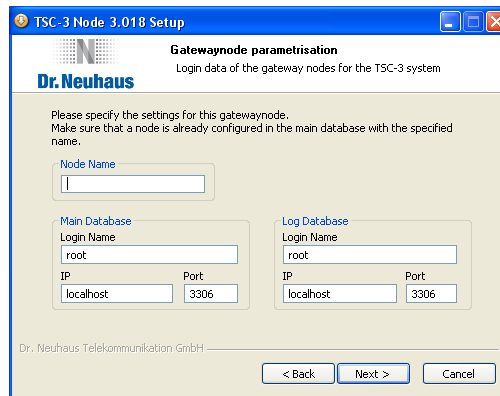 TSC-3 Node 3.018 Setup
N
Dr.Neuhaus
Gatewaynode parametrisation
Login data of the gateway nodes for the TSC-3 system
Please specify the settings for this gatewaynode.
Make sure that a node is already configured in the main database with the specified
name.
Node Name
Main Database
Login Name
root
IP
Port
localhost
3306
Log Database
Login Name
root
IP
Port
localhost
3306
Dr. Neuhaus Telekommunikation GmbH
< Back
Next >
Cancel